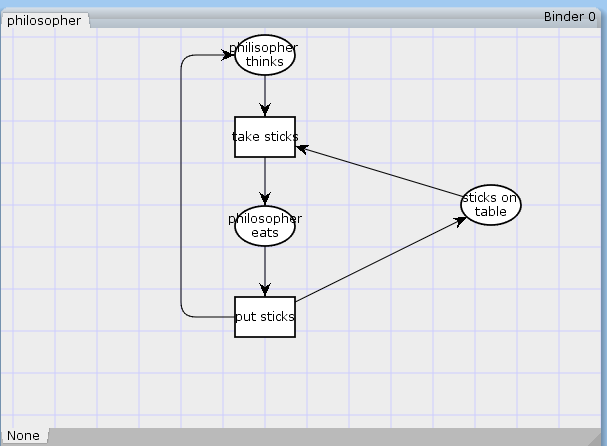 philosopher
Binder 0
philisopher
thinks
take sticks
sticks on
table
philosopher
eats
put sticks
None